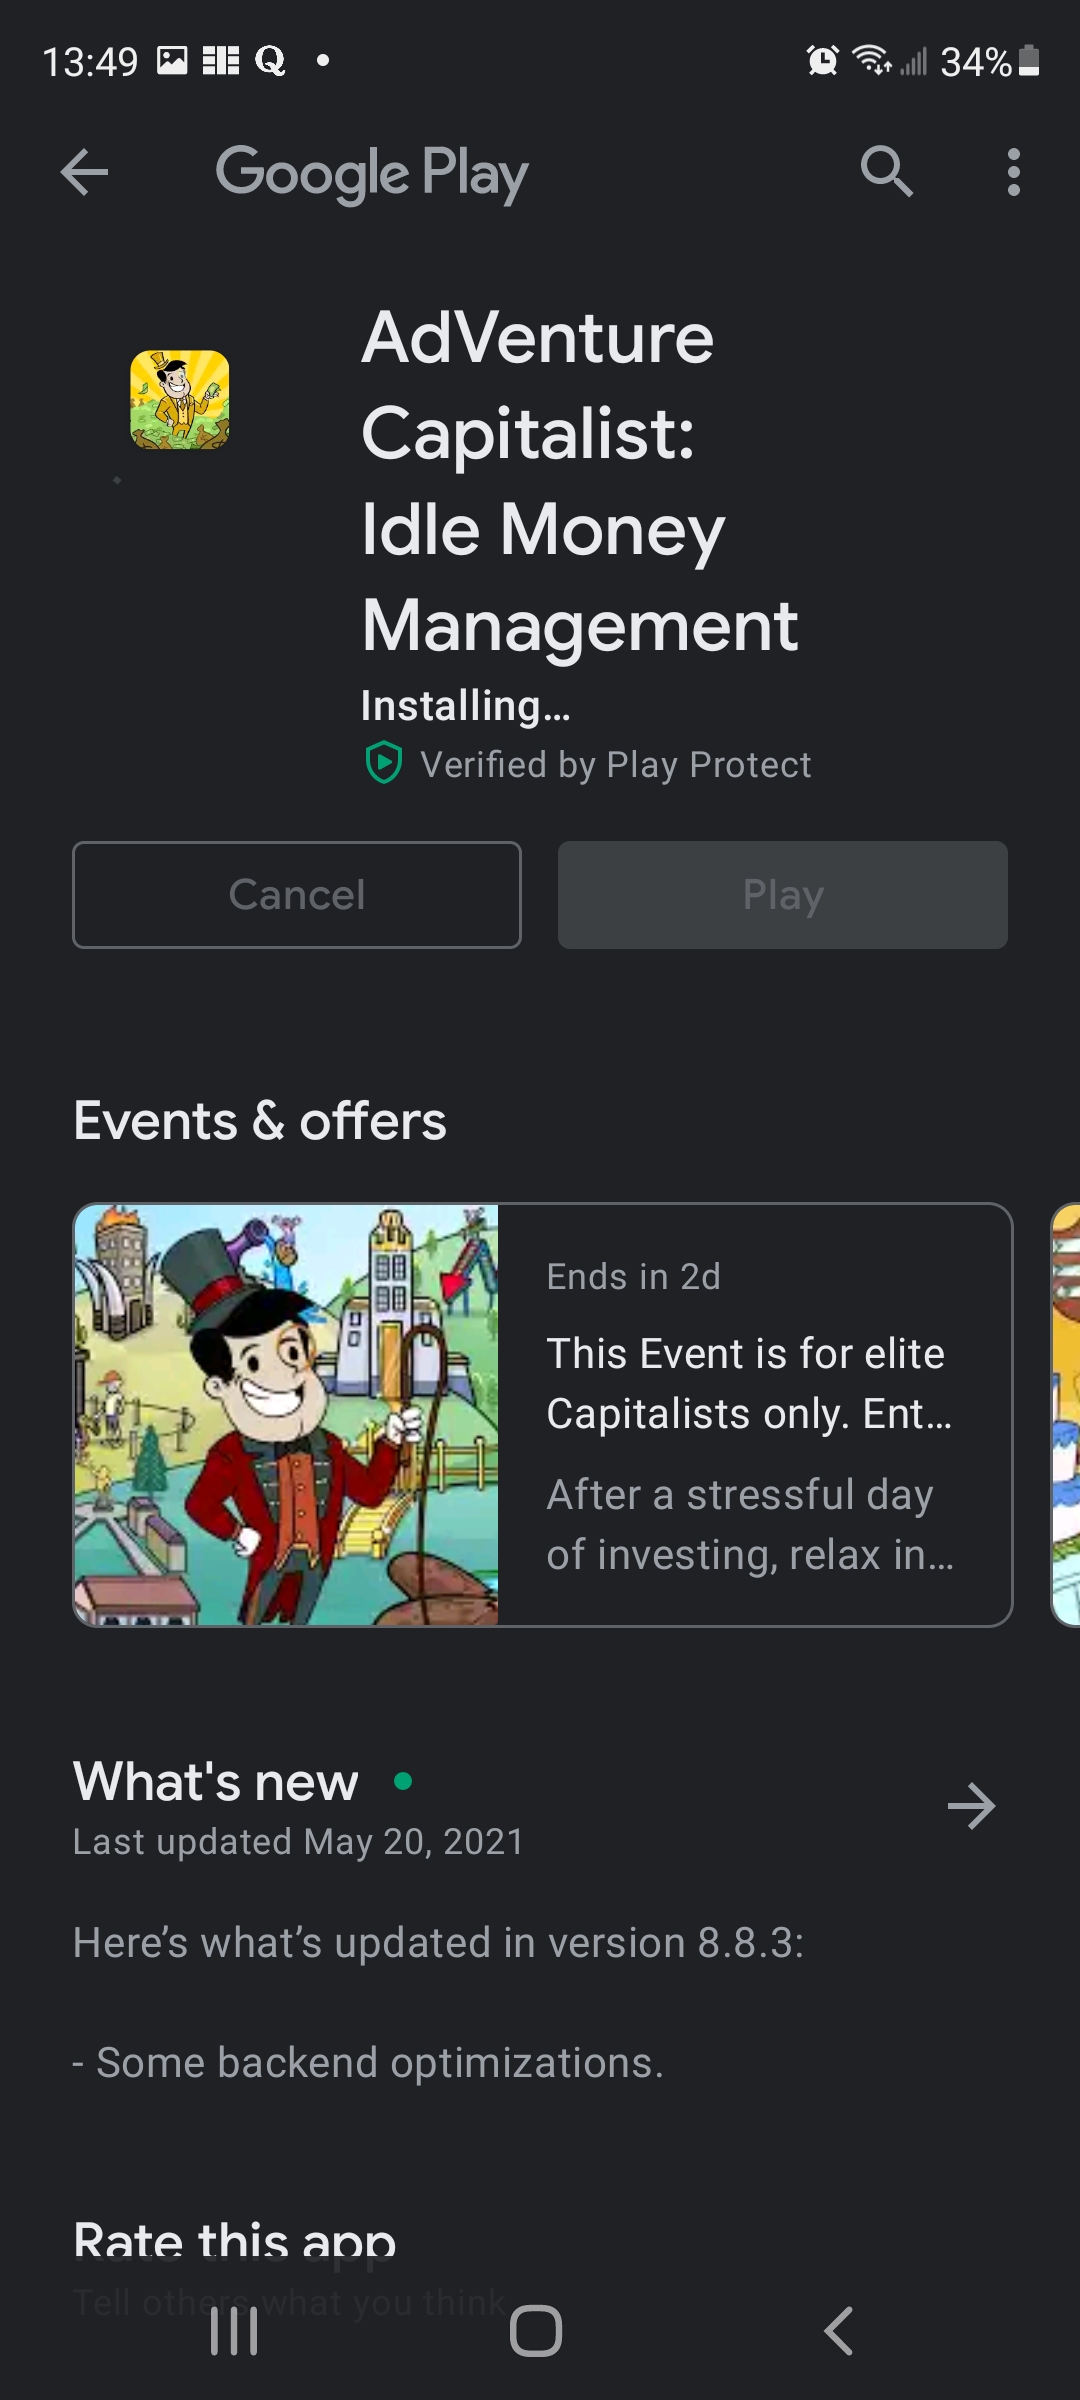 13:49
34%
Google Play
AdVenture
Capitalist:
Idle Money
Management
Installing...
Verified by Play Protect
Cancel
Play
Events & offers
Ends in 2d
This Event is for elite
Capitalists only. Ent...
After a stressful day
of investing, relax in...
What's new
Last updated May 20, 2021
Here’s what’s updated in version 8.8.3:
- Some backend optimizations.
Rate this app
Tell others what you think